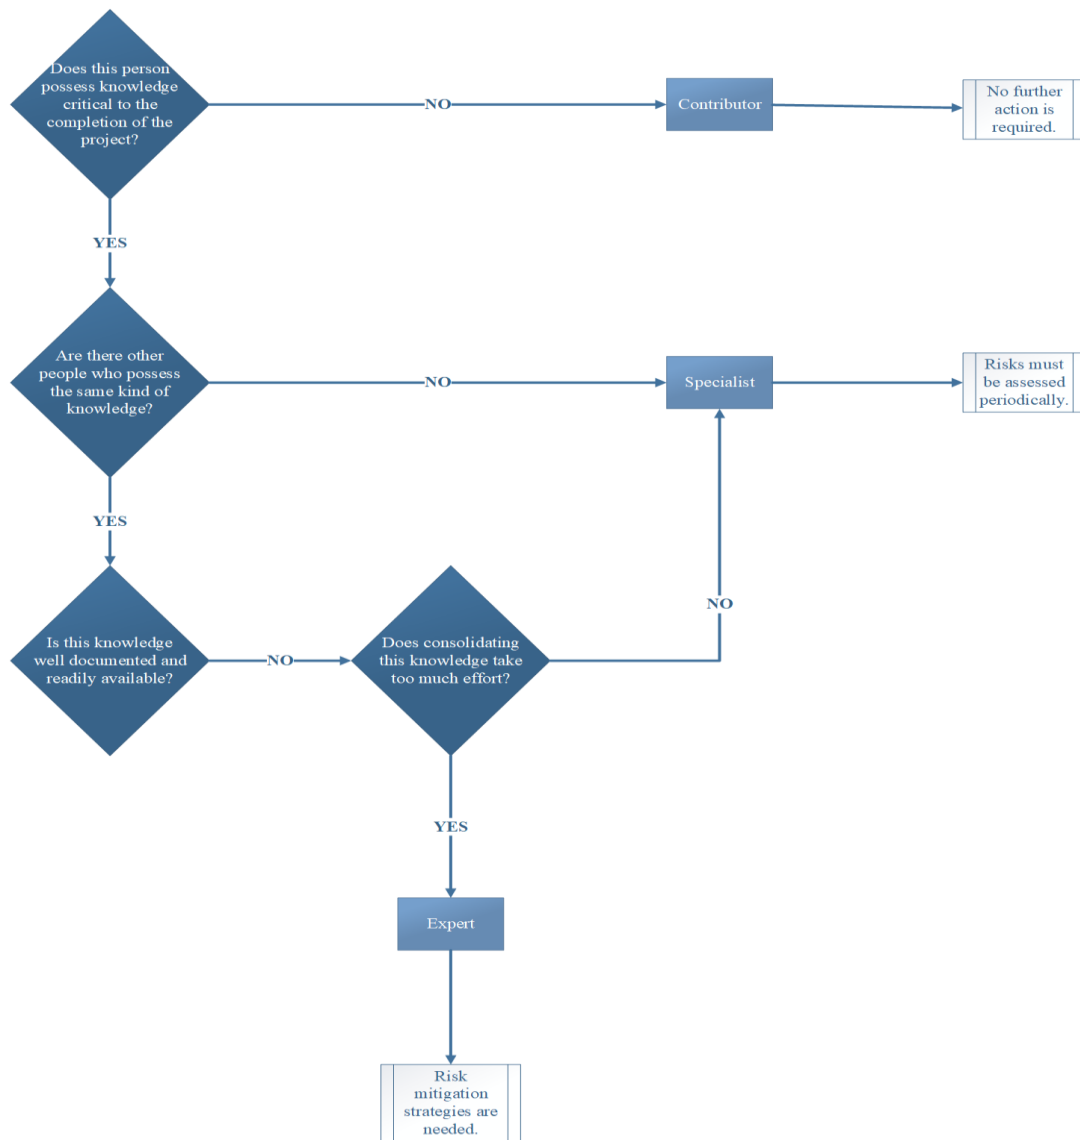 Does this person
possess knowledge
critical to the
completion of the
project?
NO
Contributor
No further
action is
required.
YES
Are there other
people who possess
the same kind of
knowledge?
NO
Specialist
Risks must
be assessed
periodically.
YES
Is this knowledge
well documented and
readily available?
NO
Does consolidating
this knowledge take
too much effort?
NO
YES
Expert
Risk
mitigation
strategies are
needed.